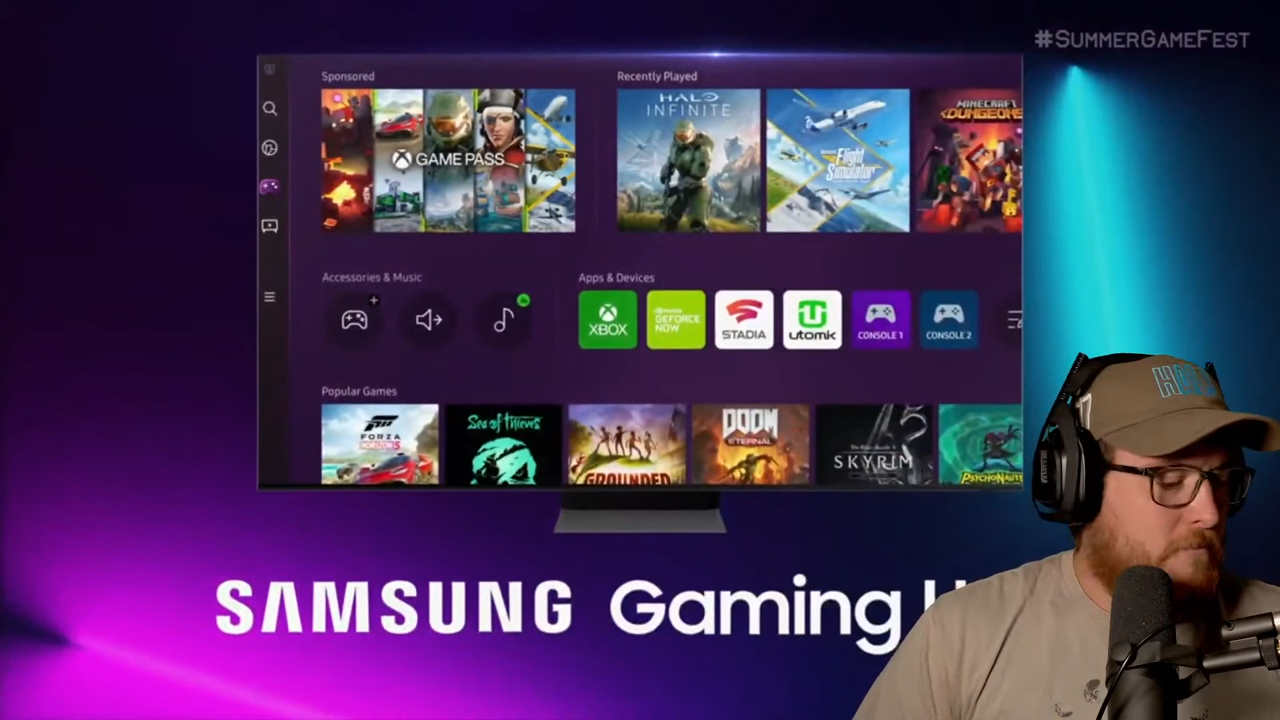 #SUMMERGAMEFEST
Sponsored
Recently Played
GAME PASS
HALO
INFINITE
Flight
Simulator
MINECRAFT
DUNGEONS
Accessories & Music
Apps & Devices
XBOX
GEFORCE
NOW
STADIA
utomik
CONSOLE 1
CONSOLE 2
Popular Games
FORZA
Sea of Thieves
GROUNDED
DOOM
ETERNAL
SKYRIM
PSYCHONAUTS
SAMSUNG Gaming